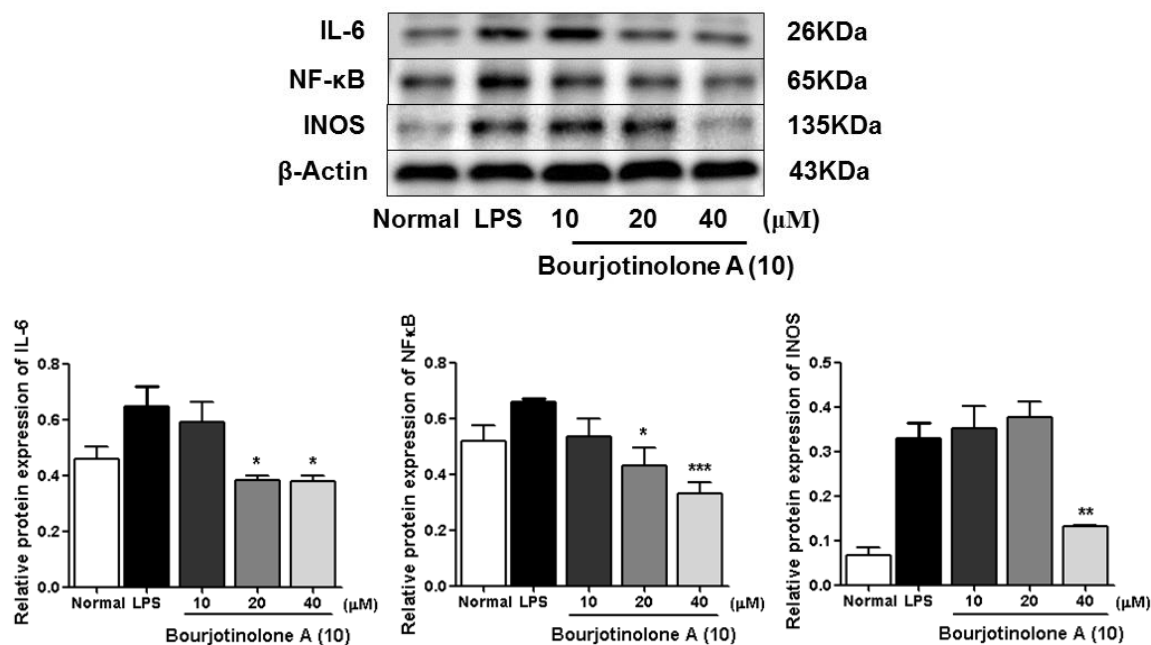 IL-6 26KDa
NF-κB 65KDa
INOS 135KDa
β-Actin 43KDa
Normal LPS 10 20 40 (μM)
Bourjotinolone A (10)
Relative protein expression of IL-6
0.8
0.6
0.4
0.2
0.0
* *
Normal LPS 10 20 40 (μM)
Bourjotinolone A (10)
Relative protein expression of NFκB
0.8
0.6
0.4
0.2
0.0
* ***
Normal LPS 10 20 40 (μM)
Bourjotinolone A (10)
Relative protein expression of INOS
0.5
0.4
0.3
0.2
0.1
0.0
**
Normal LPS 10 20 40 (μM)
Bourjotinolone A (10)